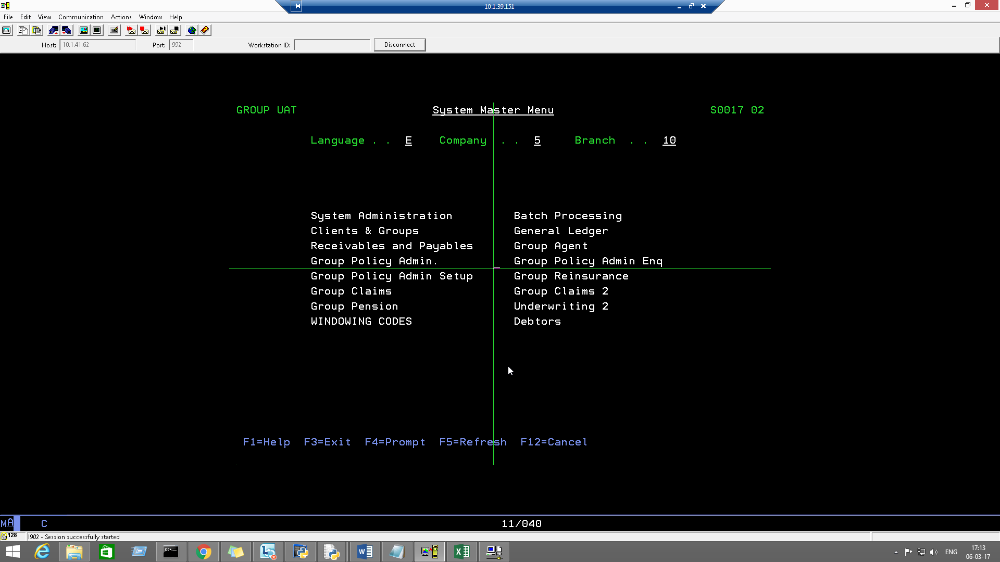 10.1.39.151
File Edit View Communication Actions Window Help
Host: 10.1.41.62 Port: 992 Workstation ID: Disconnect
GROUP UAT System Master Menu S0017 02
Language . . E Company . . 5 Branch . . 10
System Administration Batch Processing
Clients & Groups General Ledger
Receivables and Payables Group Agent
Group Policy Admin. Group Policy Admin Enq
Group Policy Admin Setup Group Reinsurance
Group Claims Group Claims 2
Group Pension Underwriting 2
WINDOWING CODES Debtors
F1=Help F3=Exit F4=Prompt F5=Refresh F12=Cancel
MA C 11/040
128 I902 - Session successfully started
ENG 17:13
06-03-17